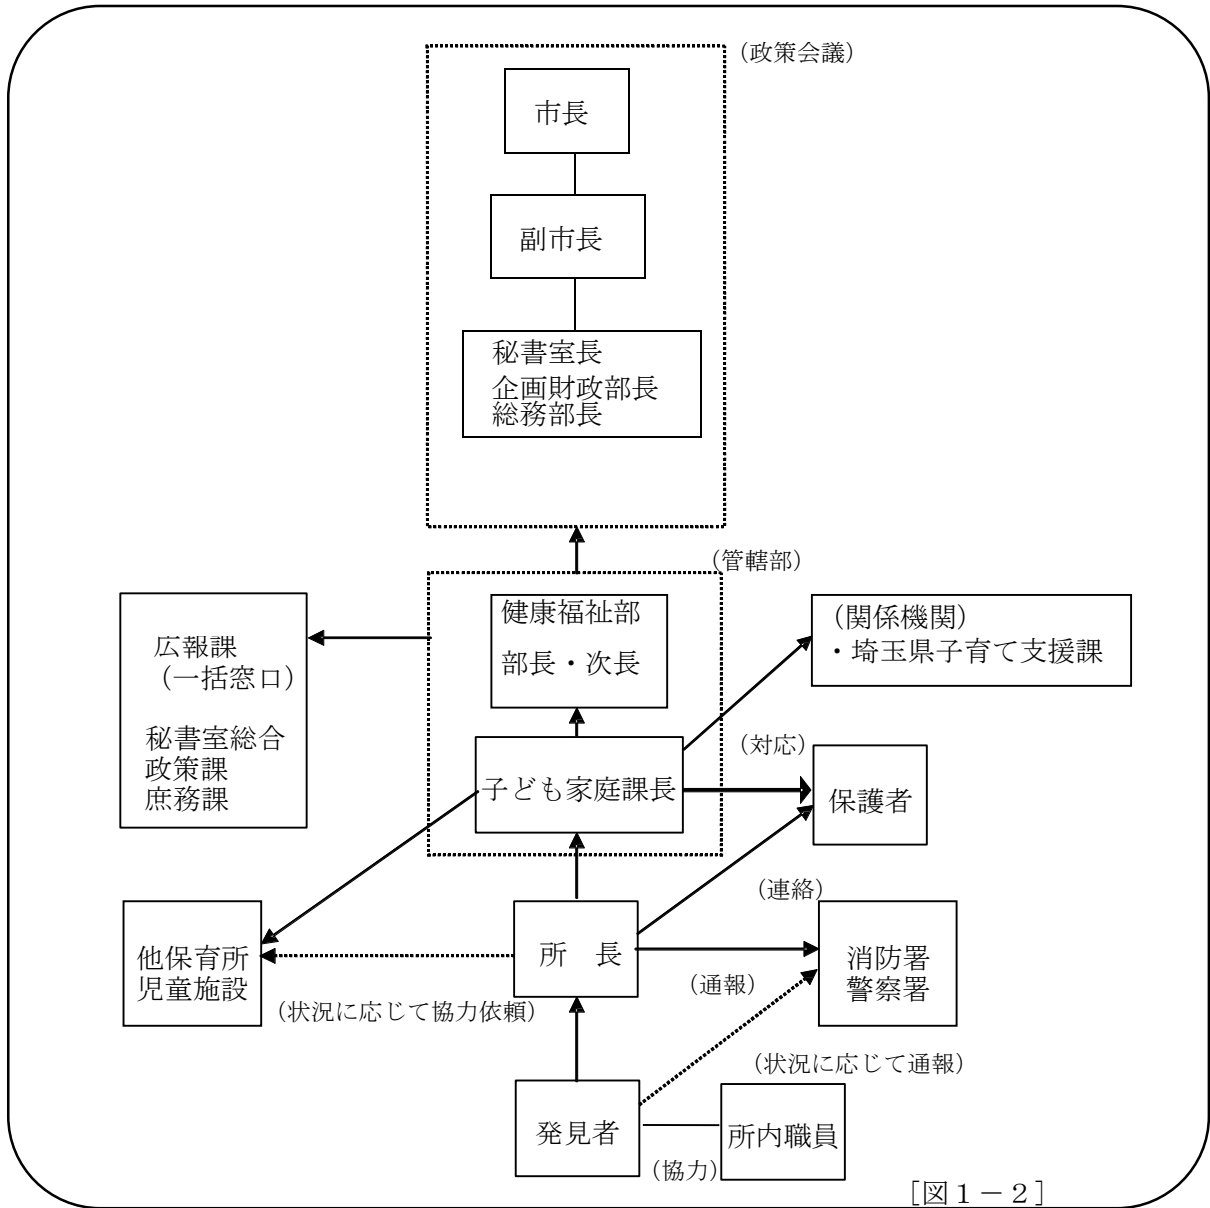 （政策会議）
市長
副市長
秘書室長
企画財政部長
総務部長
（管轄部）
健康福祉部
部長・次長
広報課
（一括窓口）
秘書室総合
政策課
庶務課
（関係機関）
・埼玉県子育て支援課
（対応）
子ども家庭課長
保護者
（連絡）
他保育所
児童施設
所　長
消防署
警察署
（通報）
（状況に応じて協力依頼）
（状況に応じて通報）
発見者
所内職員
（協力）
［図１－２］